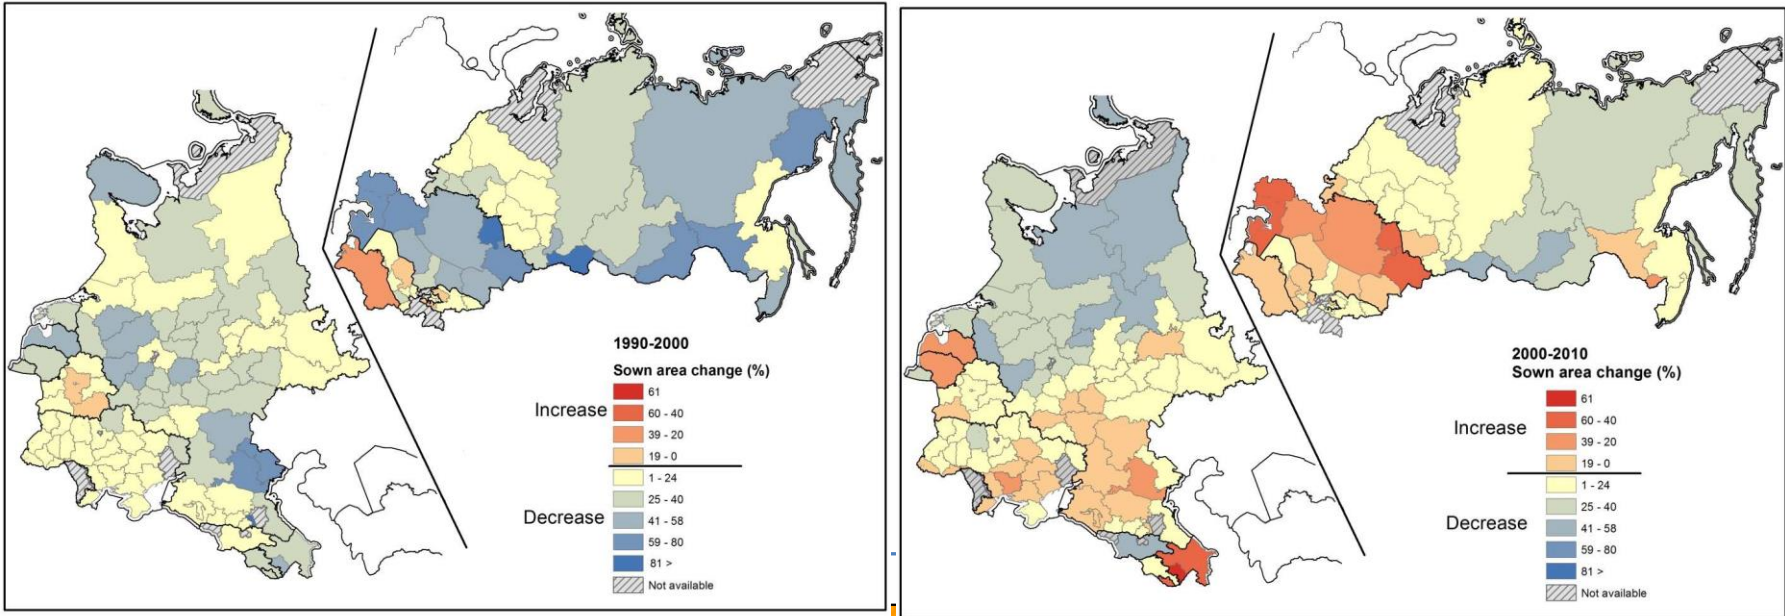 1990-2000
Sown area change (%)
Increase
61
60 - 40
39 - 20
19 - 0
Decrease
1 - 24
25 - 40
41 - 58
59 - 80
81 >
Not available
2000-2010
Sown area change (%)
Increase
61
60 - 40
39 - 20
19 - 0
Decrease
1 - 24
25 - 40
41 - 58
59 - 80
81 >
Not available